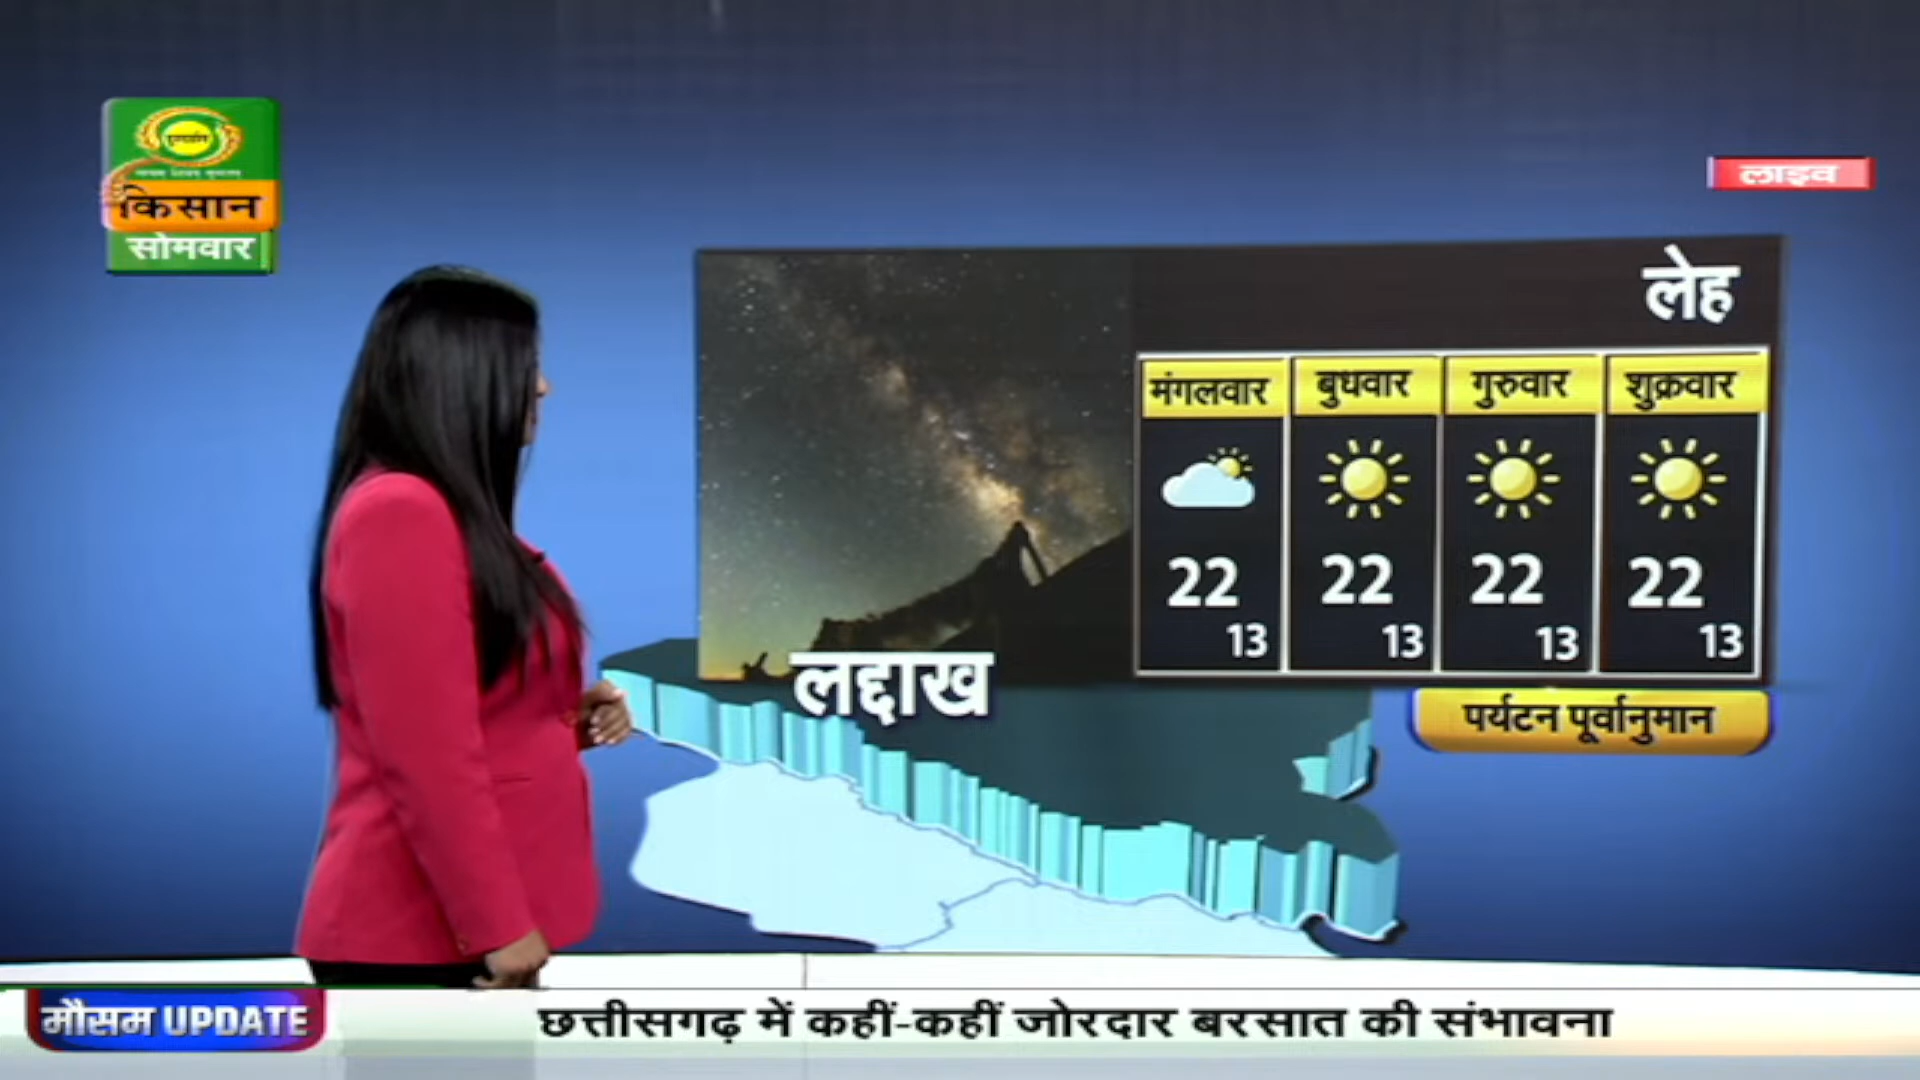 किसान
सोमवार
लाइव
लेह
मंगलवार बुधवार गुरुवार शुक्रवार
22 22 22 22
13 13 13 13
लद्दाख
पर्यटन पूर्वानुमान
मौसम UPDATE
छत्तीसगढ़ में कहीं-कहीं जोरदार बरसात की संभावना